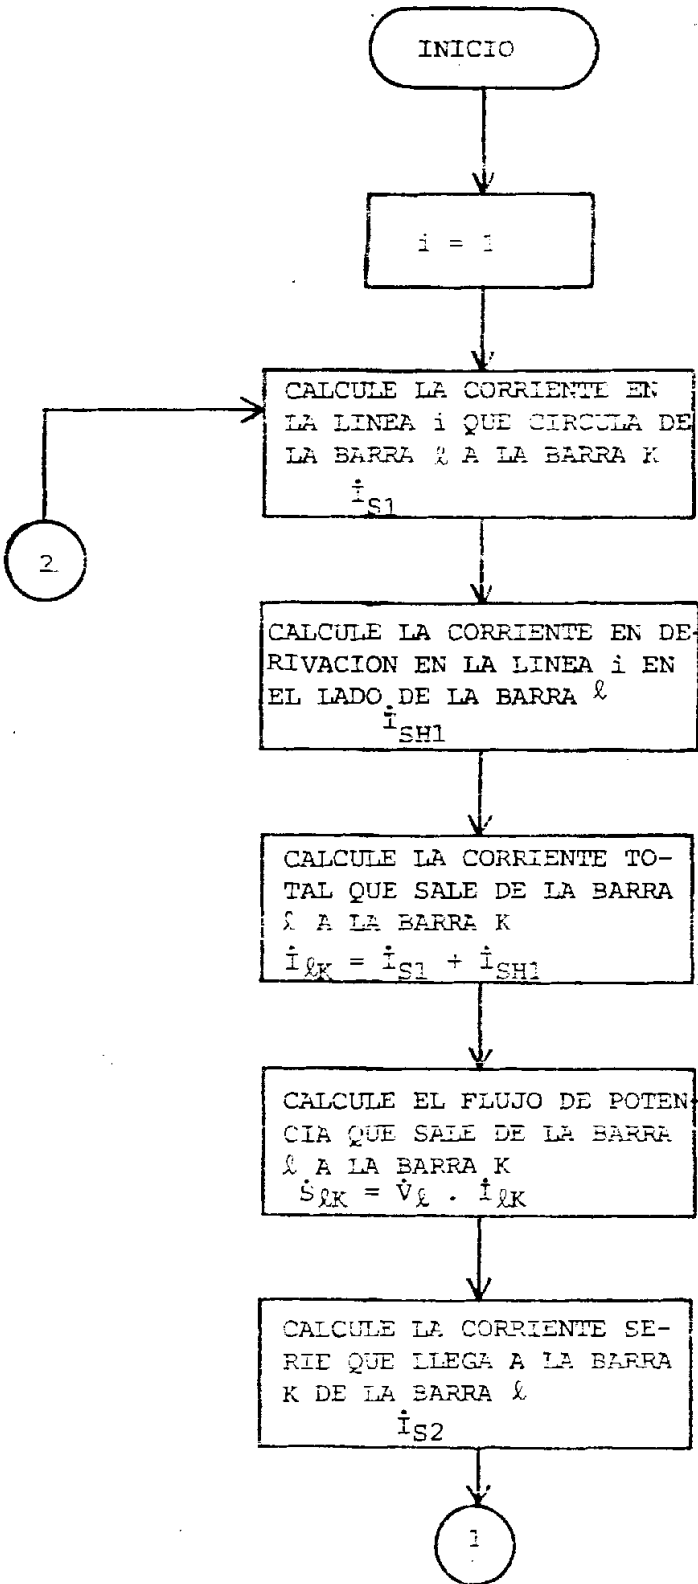 INICIO
i = 1
CALCULE LA CORRIENTE EN
LA LINEA i QUE CIRCULA DE
LA BARRA ℓ A LA BARRA K
İS1
2
CALCULE LA CORRIENTE EN DE-
RIVACION EN LA LINEA i EN
EL LADO DE LA BARRA ℓ
İSH1
CALCULE LA CORRIENTE TO-
TAL QUE SALE DE LA BARRA
ℓ A LA BARRA K
İℓK = İS1 + İSH1
CALCULE EL FLUJO DE POTEN-
CIA QUE SALE DE LA BARRA
ℓ A LA BARRA K
ṠℓK = V̇ℓ . İℓK
CALCULE LA CORRIENTE SE-
RIE QUE LLEGA A LA BARRA
K DE LA BARRA ℓ
İS2
1